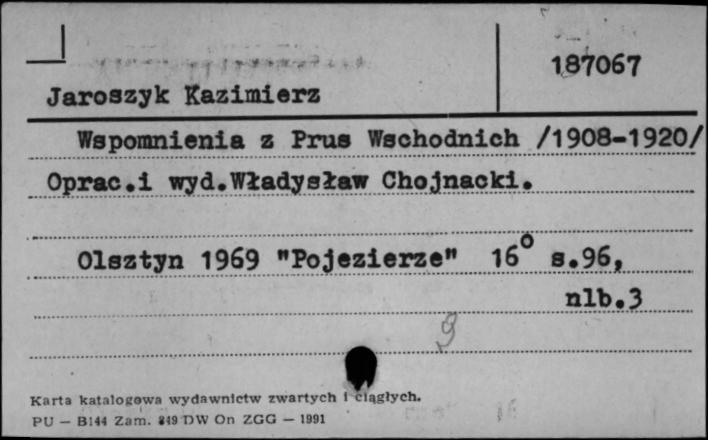 187067
Jaroszyk Kazimierz
Wspomnienia z Prus Wschodnich /1908-1920/
Oprac.i wyd.Władysław Chojnacki.
Olsztyn 1969 "Pojezierze" 16° s.96,
nlb.3
9
Karta katalogowa wydawnictw zwartych i ciągłych.
PU — B144 Zam. 849 DW On ZGG — 1991